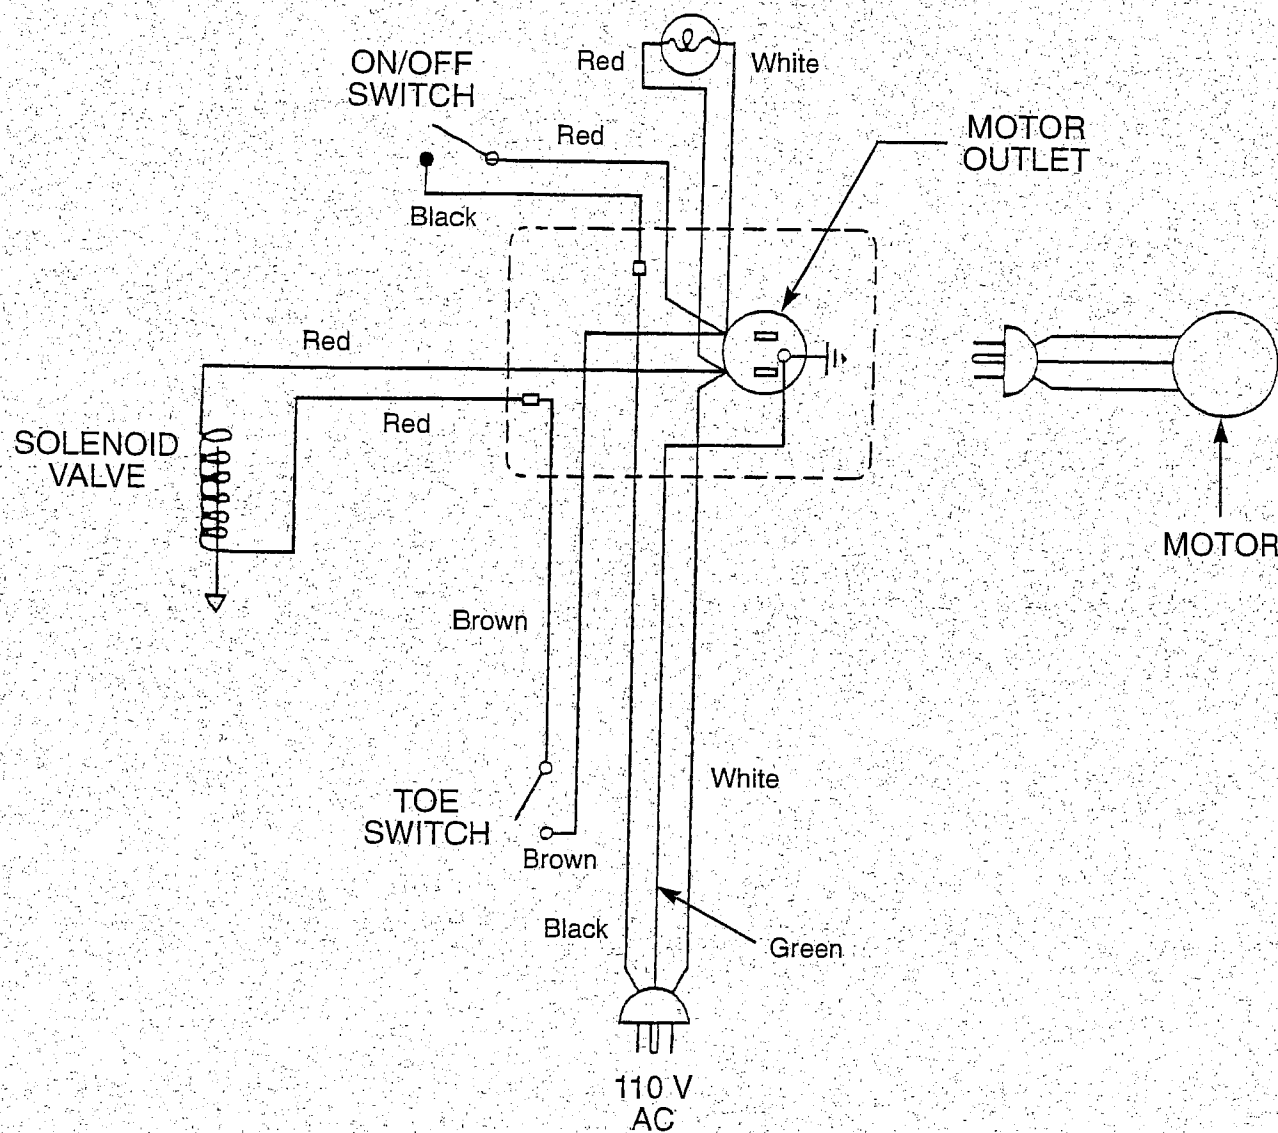 Red
White
ON/OFF
SWITCH
Red
MOTOR
OUTLET
Black
Red
Red
SOLENOID
VALVE
MOTOR
Brown
White
TOE
SWITCH
Brown
Black
Green
110 V
AC